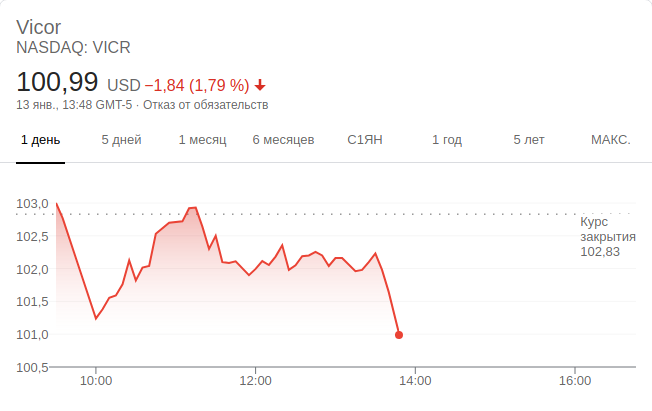 Vicor
NASDAQ: VICR
100,99 USD −1,84 (1,79 %)
13 янв., 13:48 GMT-5 · Отказ от обязательств
1 день 5 дней 1 месяц 6 месяцев С1ЯН 1 год 5 лет МАКС.
103,0
Курс
закрытия
102,83
102,5
102,0
101,5
101,0
100,5
10:00 12:00 14:00 16:00